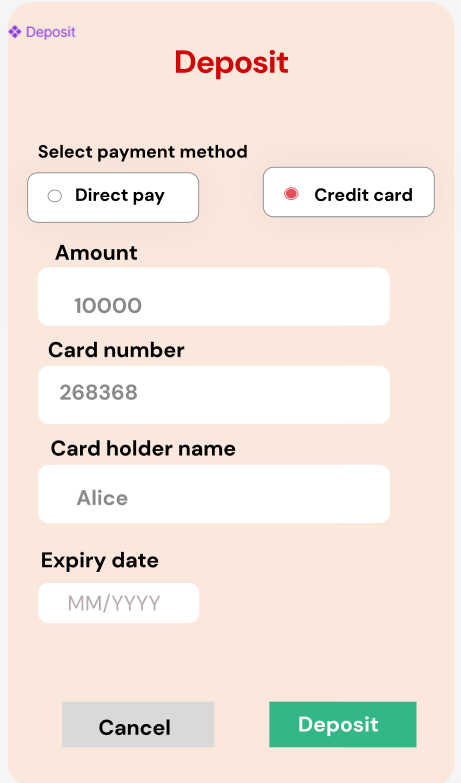 Deposit
Deposit
Select payment method
Direct pay
Credit card
Amount
10000
Card number
268368
Card holder name
Alice
Expiry date
MM/YYYY
Cancel
Deposit